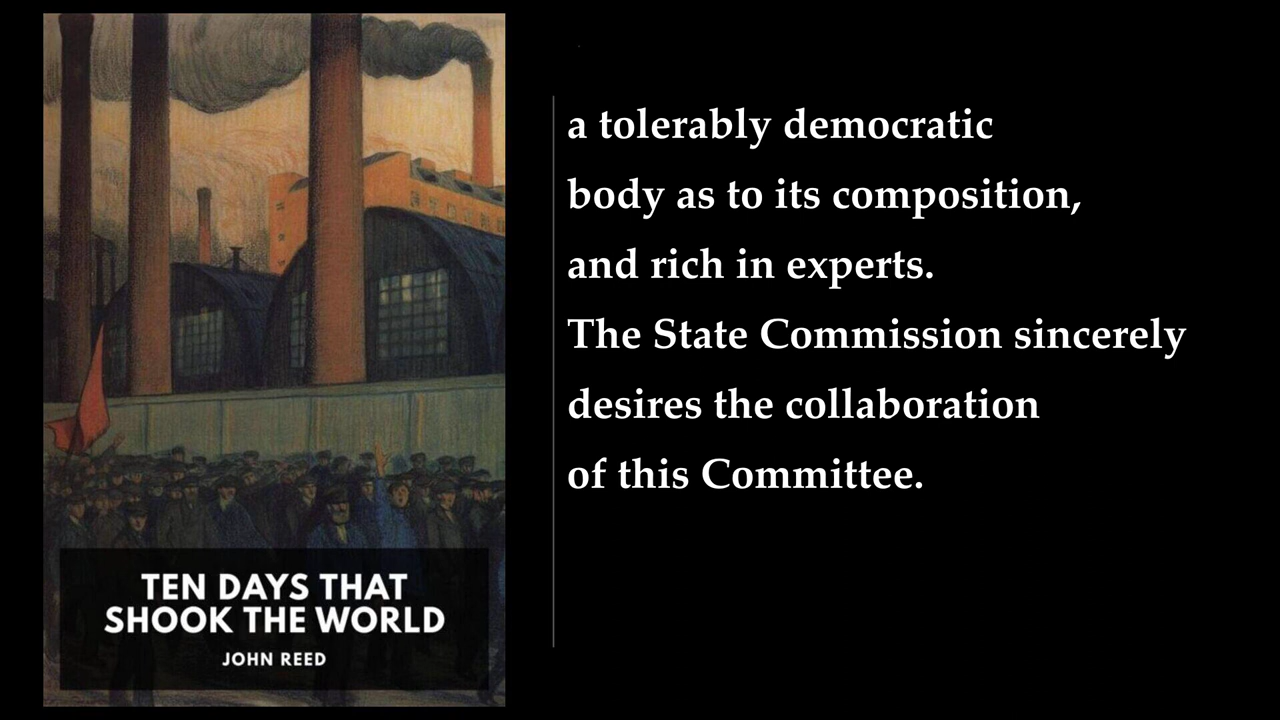 a tolerably democratic
body as to its composition,
and rich in experts.
The State Commission sincerely
desires the collaboration
of this Committee.
TEN DAYS THAT
SHOOK THE WORLD
JOHN REED